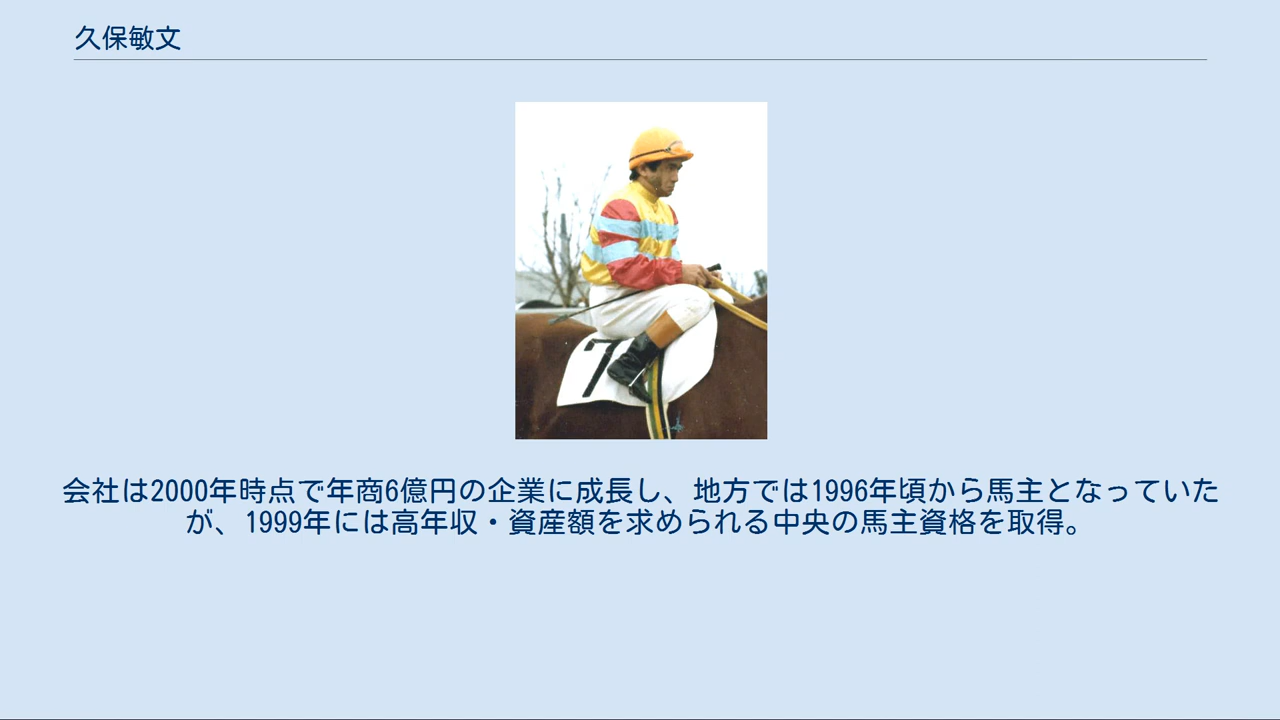 久保敏文
7
会社は2000年時点で年商6億円の企業に成長し、地方では1996年頃から馬主となっていた
が、1999年には高年収・資産額を求められる中央の馬主資格を取得。